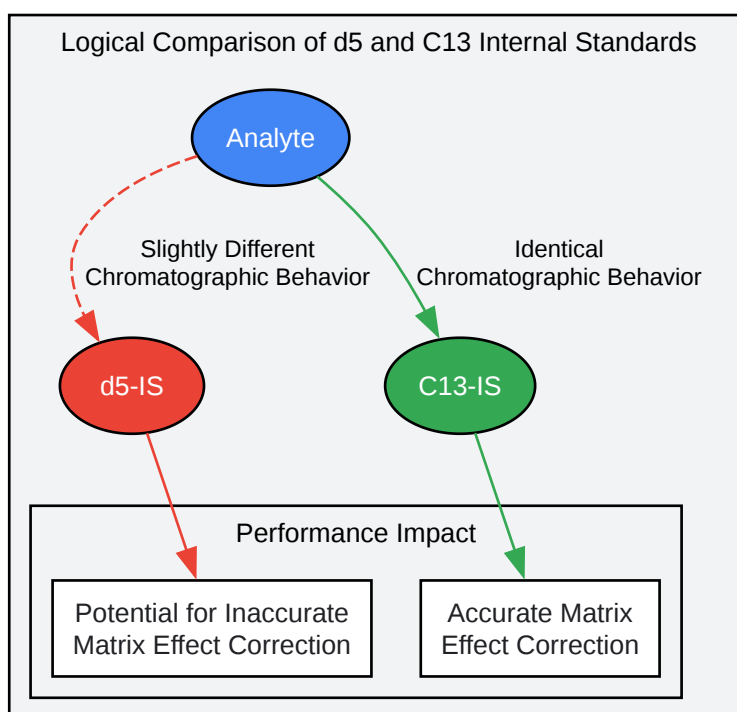 Logical Comparison of d5 and C13 Internal Standards
Analyte
Slightly Different
Chromatographic Behavior
Identical
Chromatographic Behavior
d5-IS
C13-IS
Performance Impact
Potential for Inaccurate
Matrix Effect Correction
Accurate Matrix
Effect Correction